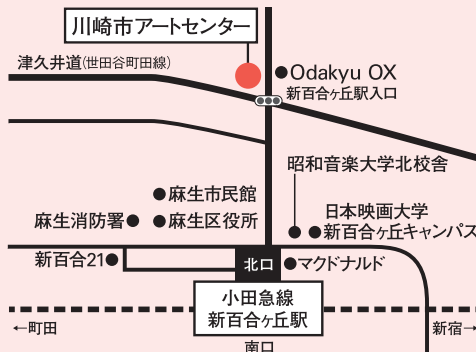 川崎市アートセンター
津久井道(世田谷町田線)
Odakyu OX
新百合ヶ丘駅入口
昭和音楽大学北校舎
麻生市民館
日本映画大学
麻生消防署
麻生区役所
新百合ヶ丘キャンパス
新百合21
北口
マクドナルド
小田急線
新百合ヶ丘駅
←町田
新宿→
南口